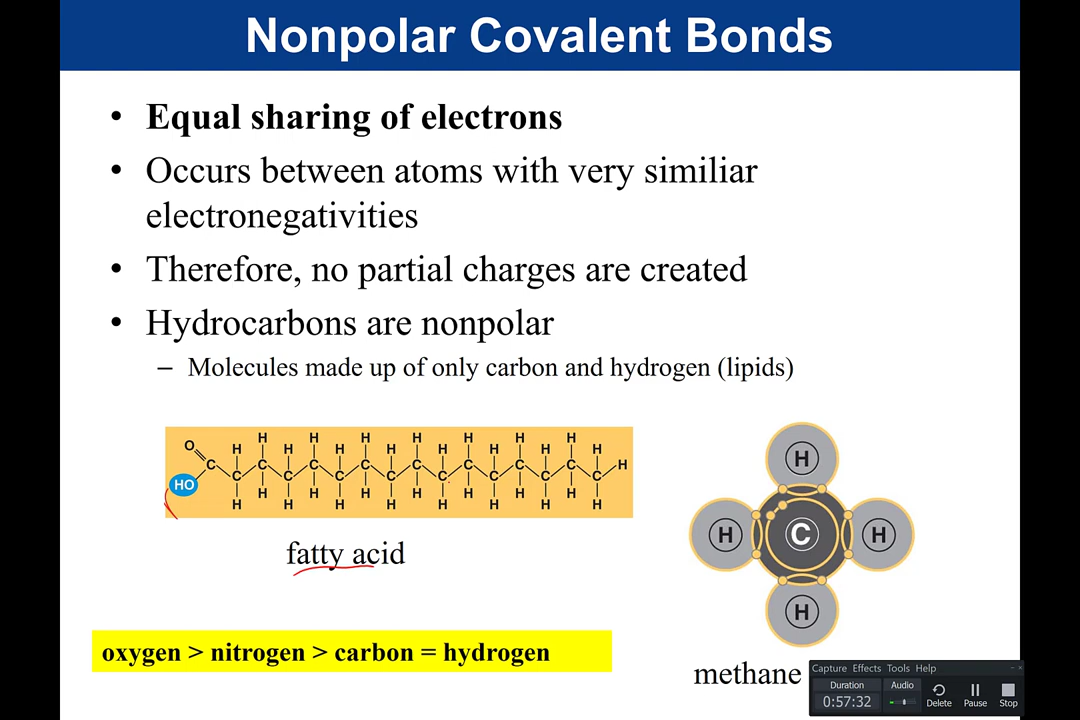 Nonpolar Covalent Bonds
• Equal sharing of electrons
• Occurs between atoms with very similiar
electronegativities
• Therefore, no partial charges are created
• Hydrocarbons are nonpolar
– Molecules made up of only carbon and hydrogen (lipids)
H H H H H H H
O H H H H H H H H
C C C C C C C C C C C C C C C C H
HO
H H H H H H H
H H H H H H H H
fatty acid
H
H C H
H
methane
oxygen > nitrogen > carbon = hydrogen
Capture Effects Tools Help
Duration Audio
0:57:32 Delete Pause Stop